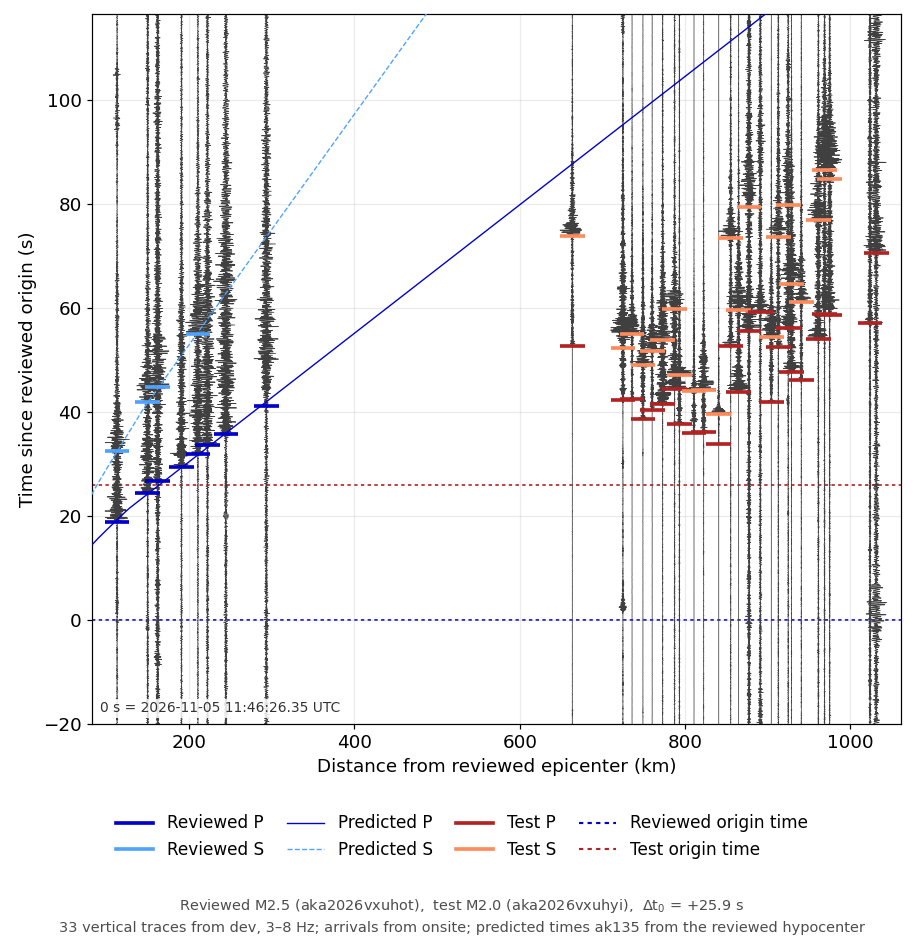 100
80
60
40
20
0
−20
Time since reviewed origin (s)
0 s = 2026-11-05 11:46:26.35 UTC
200 400 600 800 1000
Distance from reviewed epicenter (km)
Reviewed P Predicted P Test P Reviewed origin time
Reviewed S Predicted S Test S Test origin time
Reviewed M2.5 (aka2026vxuhot), test M2.0 (aka2026vxuhyi), Δt₀ = +25.9 s
33 vertical traces from dev, 3–8 Hz; arrivals from onsite; predicted times ak135 from the reviewed hypocenter